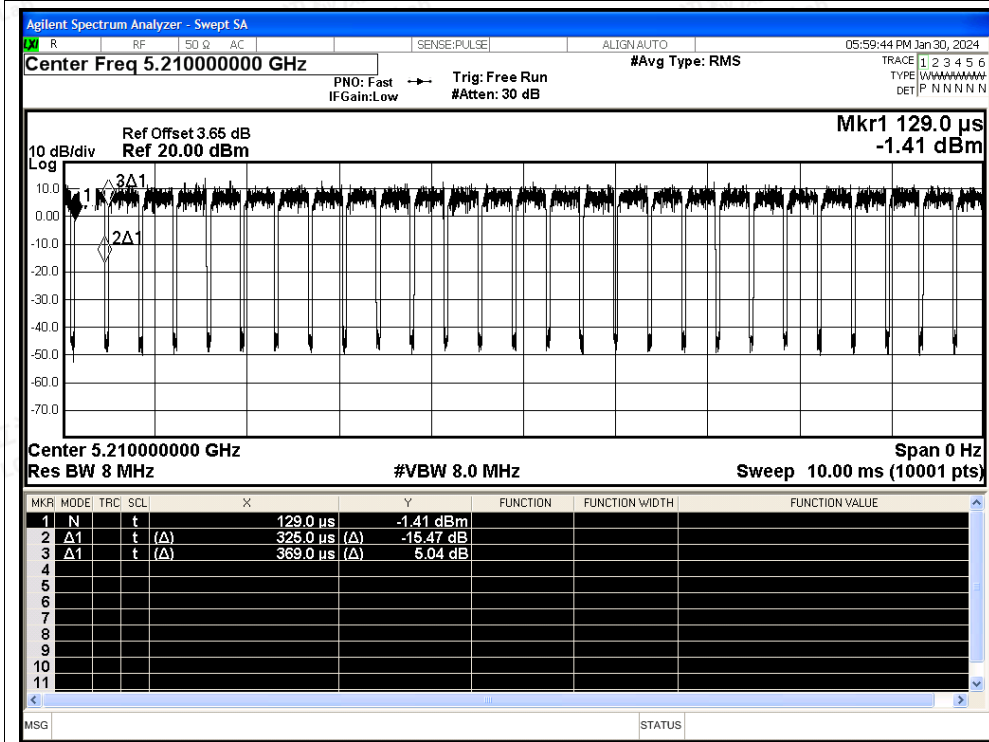 Agilent Spectrum Analyzer - Swept SA
LXI R RF 50 Ω AC SENSE:PULSE ALIGN AUTO 05:59:44 PM Jan 30, 2024
Center Freq 5.210000000 GHz #Avg Type: RMS TRACE 1 2 3 4 5 6
PNO: Fast Trig: Free Run TYPE WWWWWW
IFGain:Low #Atten: 30 dB DET P N N N N N
Mkr1 129.0 µs
-1.41 dBm
Ref Offset 3.65 dB
10 dB/div Ref 20.00 dBm
Log
10.0
0.00
-10.0
-20.0
-30.0
-40.0
-50.0
-60.0
-70.0
1
3Δ1
2Δ1
Center 5.210000000 GHz Span 0 Hz
Res BW 8 MHz #VBW 8.0 MHz Sweep 10.00 ms (10001 pts)
MKR MODE TRC SCL X Y FUNCTION FUNCTION WIDTH FUNCTION VALUE
1 N t 129.0 µs -1.41 dBm
2 Δ1 t (Δ) 325.0 µs (Δ) -15.47 dB
3 Δ1 t (Δ) 369.0 µs (Δ) 5.04 dB
4
5
6
7
8
9
10
11
MSG STATUS